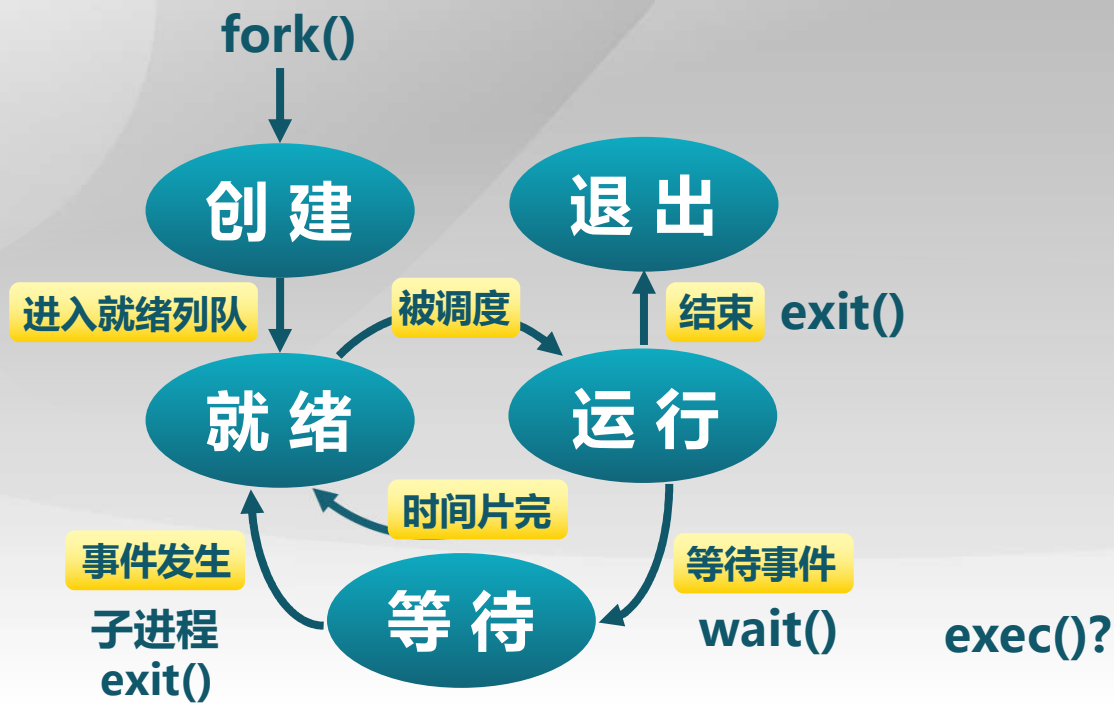 fork()
创建
退出
进入就绪列队
被调度
结束
exit()
就绪
运行
时间片完
事件发生
等待事件
子进程
exit()
等待
wait()
exec()?